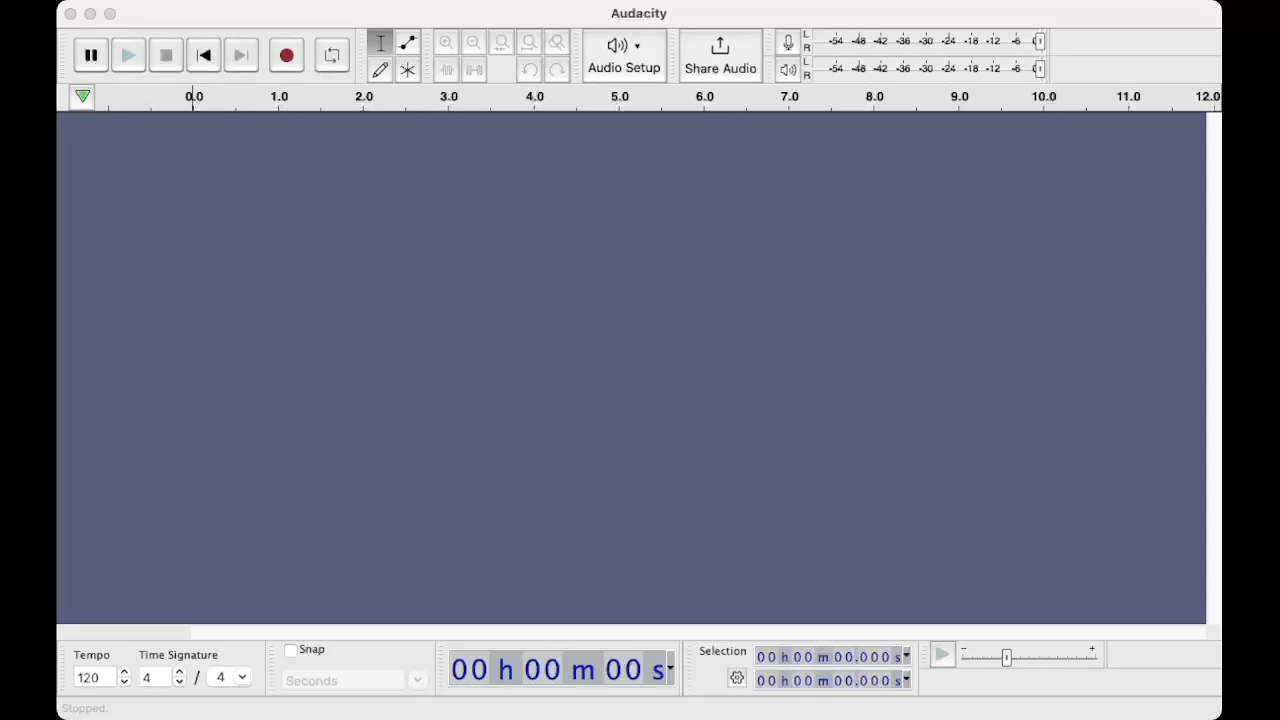 Audacity
L
R
-54 -48 -42 -36 -30 -24 -18 -12 -6
Audio Setup
Share Audio
L
R
-54 -48 -42 -36 -30 -24 -18 -12 -6
0.0 1.0 2.0 3.0 4.0 5.0 6.0 7.0 8.0 9.0 10.0 11.0 12.0
Tempo
Time Signature
120
4 / 4
Snap
Seconds
00 h 00 m 00 s
Selection
00 h 00 m 00.000 s
00 h 00 m 00.000 s
- +
Stopped.